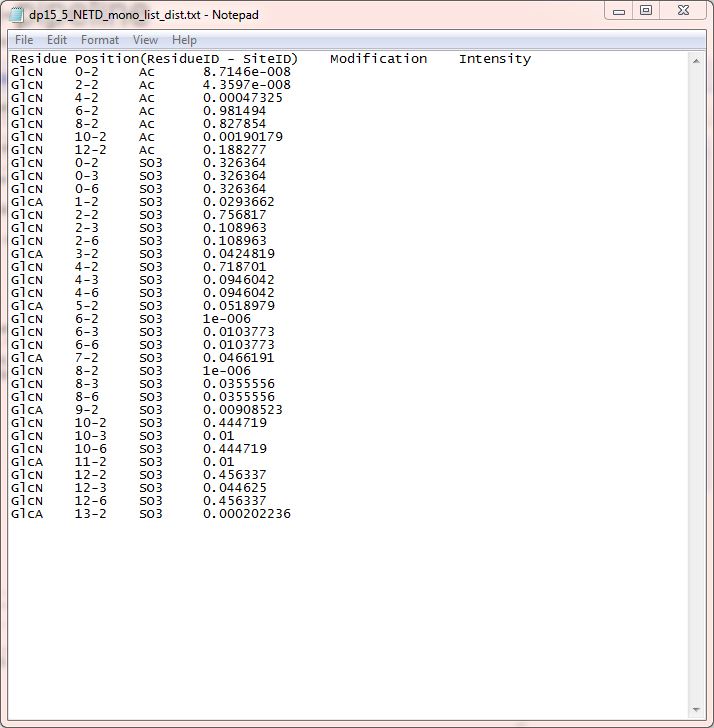 dp15_5_NETD_mono_list_dist.txt - Notepad
File Edit Format View Help
Residue Position(ResidueID - SiteID) Modification Intensity
GlcN 0-2 Ac 8.7146e-008
GlcN 2-2 Ac 4.3597e-008
GlcN 4-2 Ac 0.00047325
GlcN 6-2 Ac 0.981494
GlcN 8-2 Ac 0.827854
GlcN 10-2 Ac 0.00190179
GlcN 12-2 Ac 0.188277
GlcN 0-2 SO3 0.326364
GlcN 0-3 SO3 0.326364
GlcN 0-6 SO3 0.326364
GlcA 1-2 SO3 0.0293662
GlcN 2-2 SO3 0.756817
GlcN 2-3 SO3 0.108963
GlcN 2-6 SO3 0.108963
GlcA 3-2 SO3 0.0424819
GlcN 4-2 SO3 0.718701
GlcN 4-3 SO3 0.0946042
GlcN 4-6 SO3 0.0946042
GlcA 5-2 SO3 0.0518979
GlcN 6-2 SO3 1e-006
GlcN 6-3 SO3 0.0103773
GlcN 6-6 SO3 0.0103773
GlcA 7-2 SO3 0.0466191
GlcN 8-2 SO3 1e-006
GlcN 8-3 SO3 0.0355556
GlcN 8-6 SO3 0.0355556
GlcA 9-2 SO3 0.00908523
GlcN 10-2 SO3 0.444719
GlcN 10-3 SO3 0.01
GlcN 10-6 SO3 0.444719
GlcA 11-2 SO3 0.01
GlcN 12-2 SO3 0.456337
GlcN 12-3 SO3 0.044625
GlcN 12-6 SO3 0.456337
GlcA 13-2 SO3 0.000202236